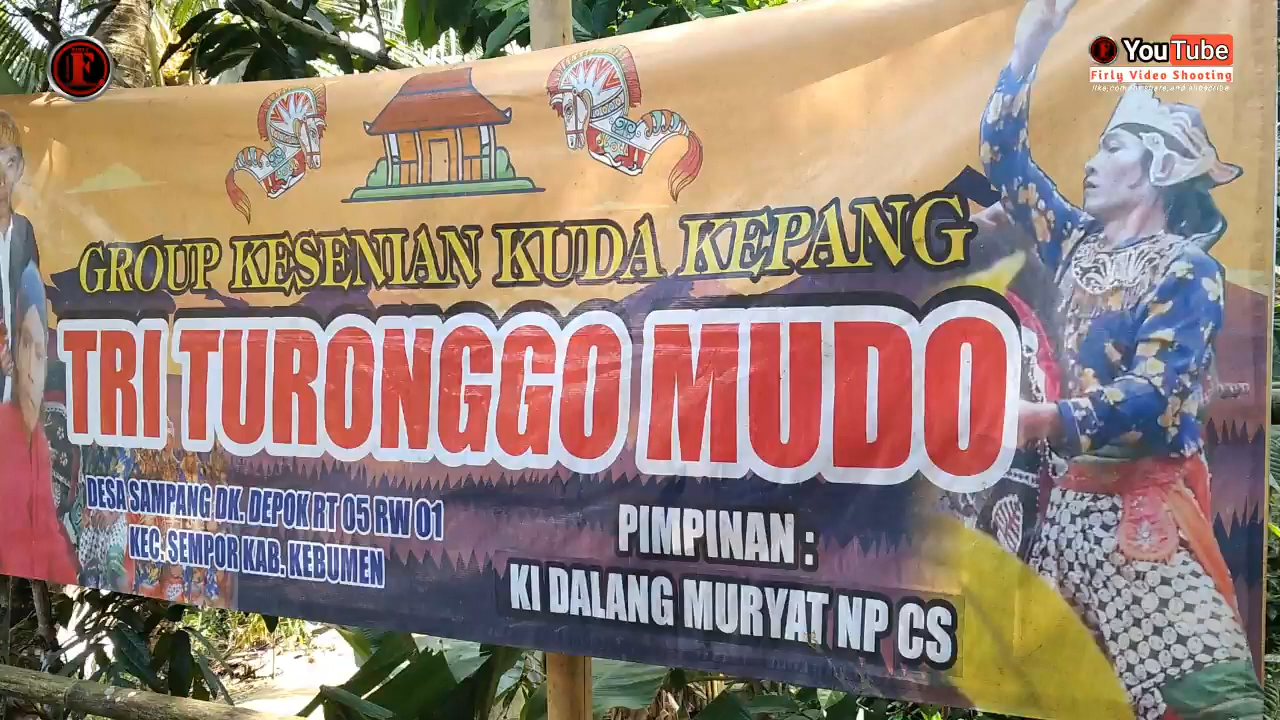 YouTube
Firly Video Shooting
GROUP KESENIAN KUDA KEPANG
TRI TURONGGO MUDO
DESA SAMPANG DK. DEPOK RT 05 RW 01
KEC. SEMPOR KAB. KEBUMEN
PIMPINAN :
KI DALANG MURYAT NP CS